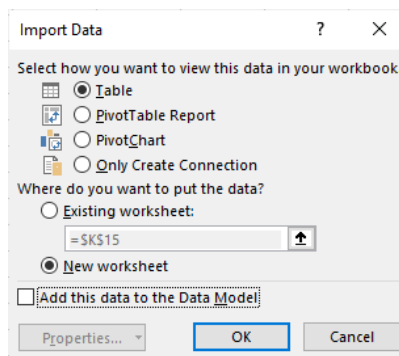 Import Data ? ×
Select how you want to view this data in your workbook
Table
PivotTable Report
PivotChart
Only Create Connection
Where do you want to put the data?
Existing worksheet:
=$K$15
New worksheet
Add this data to the Data Model
Properties...
OK
Cancel